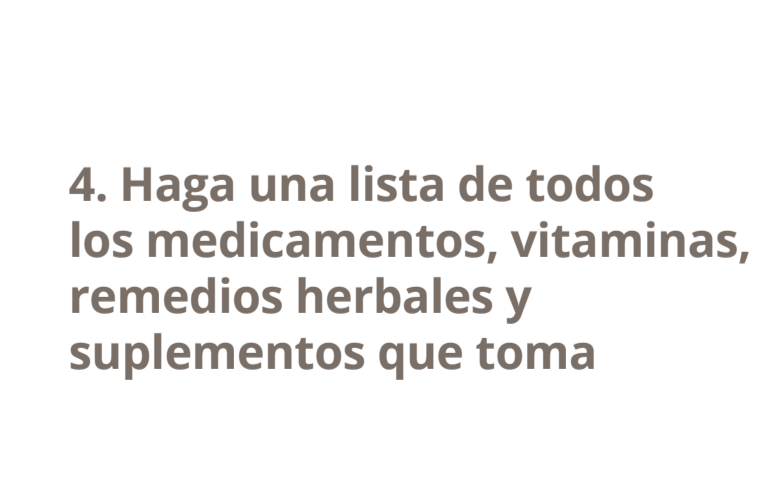 4. Haga una lista de todos
los medicamentos, vitaminas,
remedios herbales y
suplementos que toma